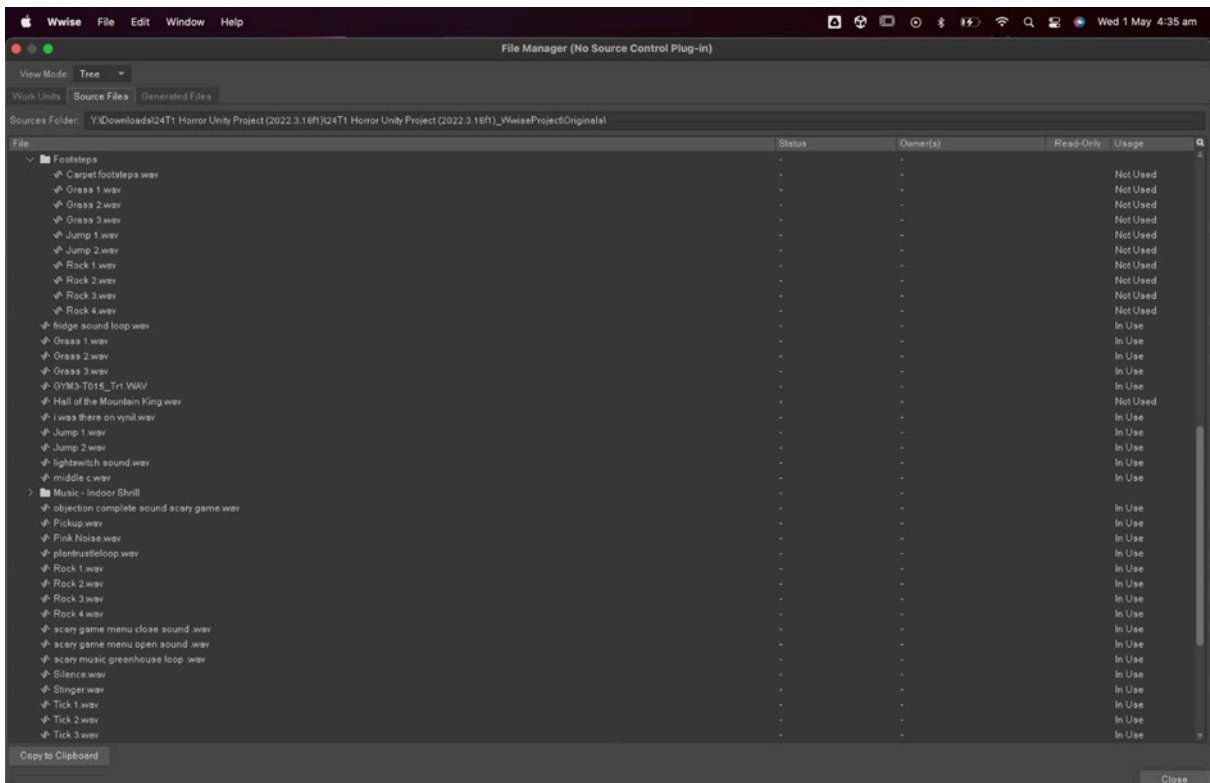 Wwise File Edit Window Help Wed 1 May 4:35 am
File Manager (No Source Control Plug-in)
View Mode: Tree
Work Units Source Files Generated Files
Sources Folder: Y:\Downloads\24T1 Horror Unity Project (2022.3.16f1)\24T1 Horror Unity Project (2022.3.16f1)_WwiseProject\Originals\
File Status Owner(s) Read-Only Usage
Footsteps - -
Carpet footsteps.wav - - Not Used
Grass 1.wav - - Not Used
Grass 2.wav - - Not Used
Grass 3.wav - - Not Used
Jump 1.wav - - Not Used
Jump 2.wav - - Not Used
Rock 1.wav - - Not Used
Rock 2.wav - - Not Used
Rock 3.wav - - Not Used
Rock 4.wav - - Not Used
fridge sound loop.wav - - In Use
Grass 1.wav - - In Use
Grass 2.wav - - In Use
Grass 3.wav - - In Use
GYM3-T015_Tr1.WAV - - In Use
Hall of the Mountain King.wav - - Not Used
i was there on vynil.wav - - In Use
Jump 1.wav - - In Use
Jump 2.wav - - In Use
lightswitch sound.wav - - In Use
middle c.wav - - In Use
Music - Indoor Shrill - -
objection complete sound scary game.wav - - In Use
Pickup.wav - - In Use
Pink Noise.wav - - In Use
plantrustleloop.wav - - In Use
Rock 1.wav - - In Use
Rock 2.wav - - In Use
Rock 3.wav - - In Use
Rock 4.wav - - In Use
scary game menu close sound .wav - - In Use
scary game menu open sound .wav - - In Use
scary music greenhouse loop .wav - - In Use
Silence.wav - - In Use
Stinger.wav - - In Use
Tick 1.wav - - In Use
Tick 2.wav - - In Use
Tick 3.wav - - In Use
Copy to Clipboard
Close